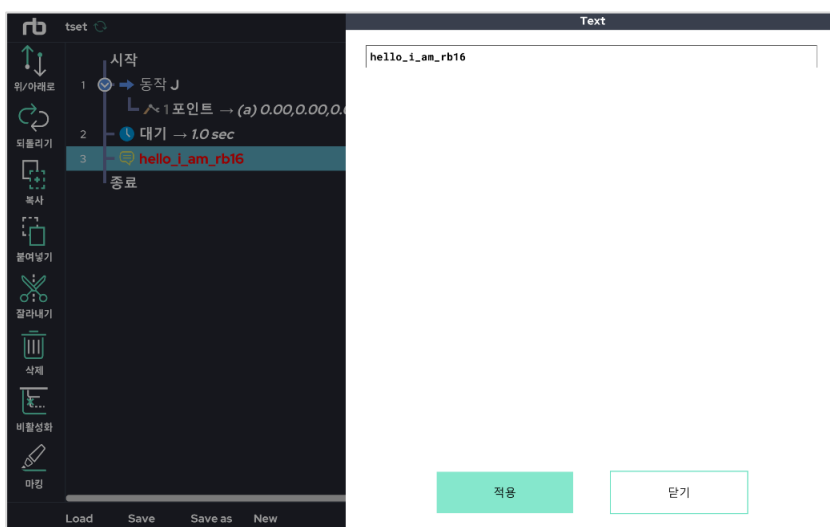 rb tset
Text
hello_i_am_rb16
위/아래로
되돌리기
복사
붙여넣기
잘라내기
삭제
비활성화
마킹
시작
1 동작 J
1 포인트 → (a) 0.00,0.00,0.0
2 대기 → 1.0 sec
3 hello_i_am_rb16
종료
적용
닫기
Load Save Save as New